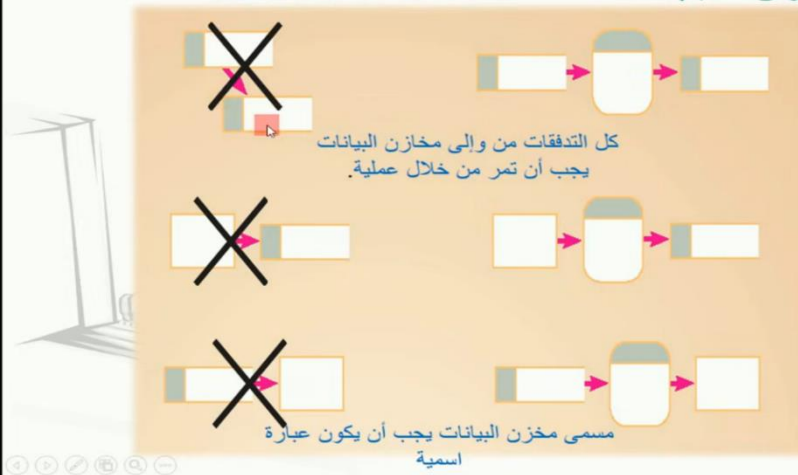 كل التدفقات من وإلى مخازن البيانات
يجب أن تمر من خلال عملية.
مسمى مخزن البيانات يجب أن يكون عبارة
اسمية